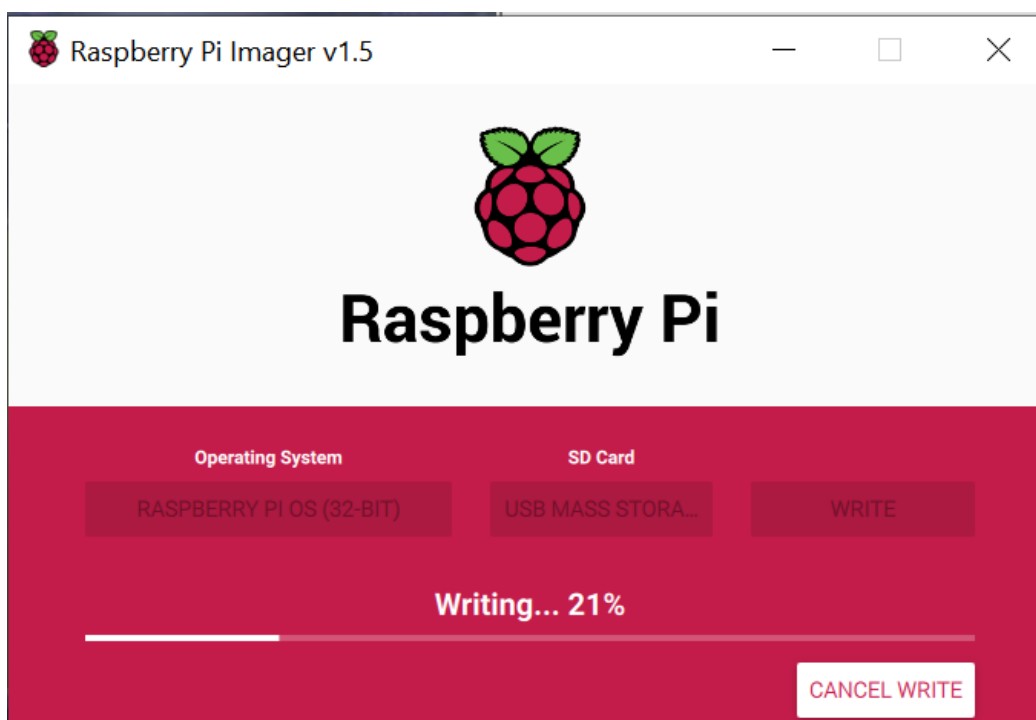 Raspberry Pi Imager v1.5
Raspberry Pi
Operating System
SD Card
RASPBERRY PI OS (32-BIT)
USB MASS STORA...
WRITE
Writing... 21%
CANCEL WRITE